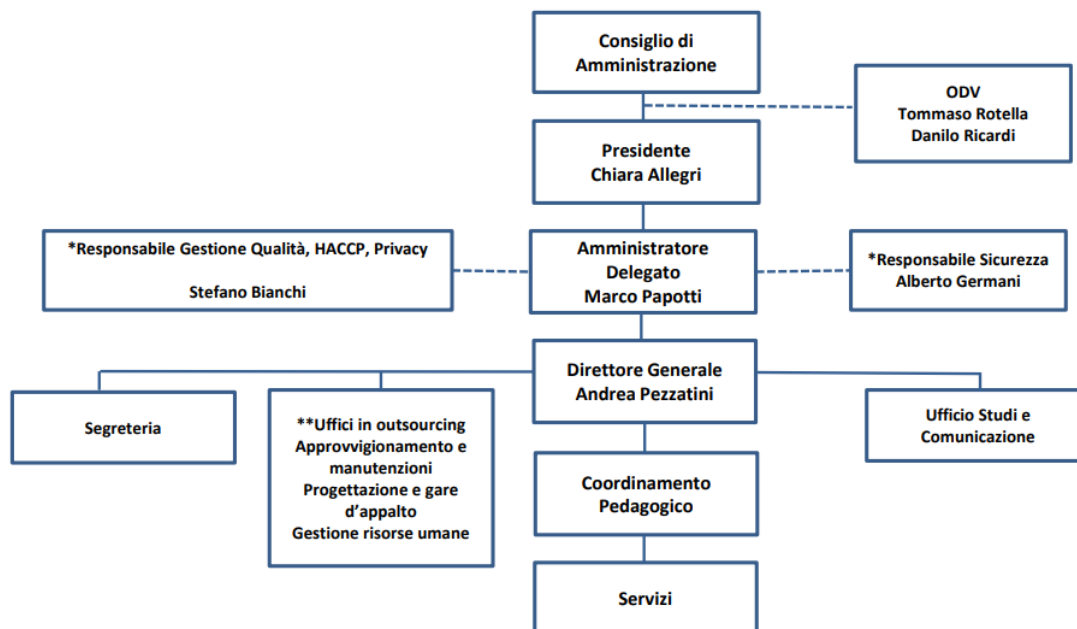 Consiglio di
Amministrazione
ODV
Tommaso Rotella
Danilo Ricardi
Presidente
Chiara Allegri
*Responsabile Gestione Qualità, HACCP, Privacy
Stefano Bianchi
Amministratore
Delegato
Marco Papotti
*Responsabile Sicurezza
Alberto Germani
Direttore Generale
Andrea Pezzatini
Segreteria
**Uffici in outsourcing
Approvvigionamento e
manutenzioni
Progettazione e gare
d’appalto
Gestione risorse umane
Ufficio Studi e
Comunicazione
Coordinamento
Pedagogico
Servizi